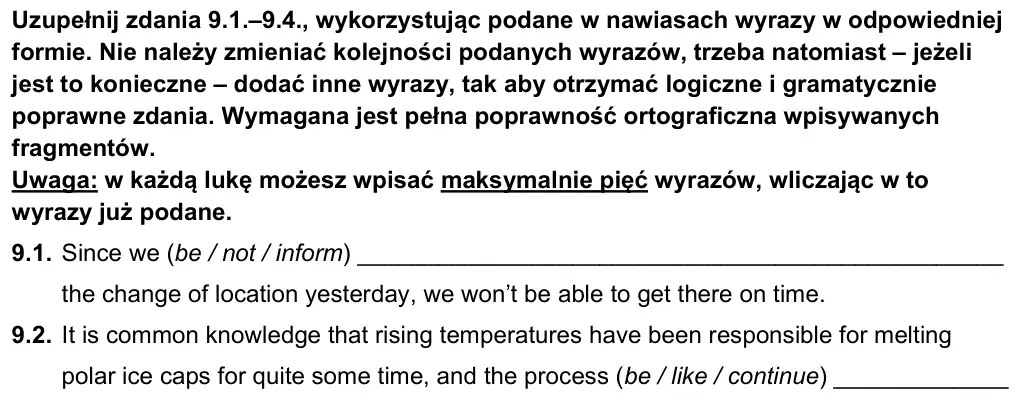 Uzupełnij zdania 9.1.–9.4., wykorzystując podane w nawiasach wyrazy w odpowiedniej
formie. Nie należy zmieniać kolejności podanych wyrazów, trzeba natomiast – jeżeli
jest to konieczne – dodać inne wyrazy, tak aby otrzymać logiczne i gramatycznie
poprawne zdania. Wymagana jest pełna poprawność ortograficzna wpisywanych
fragmentów.
Uwaga: w każdą lukę możesz wpisać maksymalnie pięć wyrazów, wliczając w to
wyrazy już podane.
9.1. Since we (be / not / inform) ________________________________________________
the change of location yesterday, we won't be able to get there on time.
9.2. It is common knowledge that rising temperatures have been responsible for melting
polar ice caps for quite some time, and the process (be / like / continue) _____________